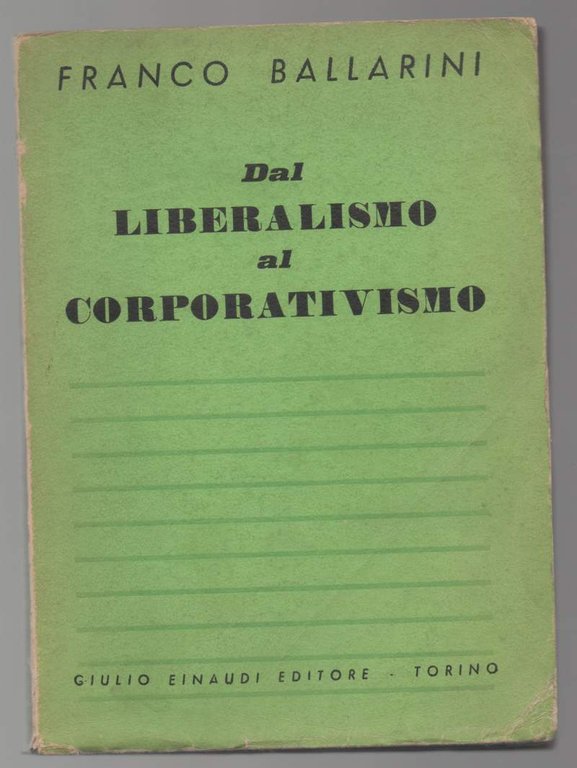 FRANCO BALLARINI
Dal
LIBERALISMO
al
CORPORATIVISMO
GIULIO EINAUDI EDITORE - TORINO